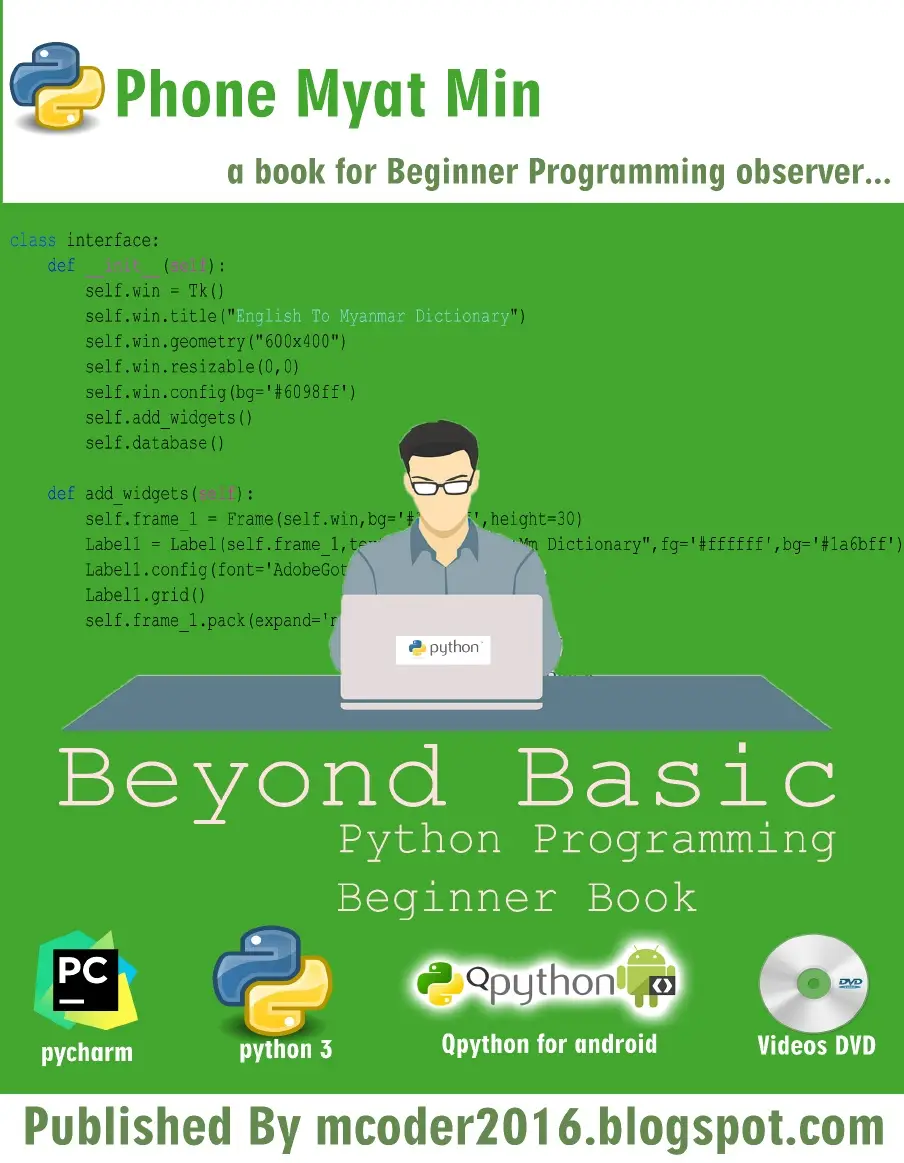 Phone Myat Min
a book for Beginner Programming observer...
class interface:
def __init__(self):
self.win = Tk()
self.win.title("English To Myanmar Dictionary")
self.win.geometry("600x400")
self.win.resizable(0,0)
self.win.config(bg='#6098ff')
self.add_widgets()
self.database()
def add_widgets(self):
self.frame_1 = Frame(self.win,bg='# ',height=30)
Label1 = Label(self.frame_1, Dictionary",fg='#ffffff',bg='#1a6bff')
Label1.config(font=
Label1.grid()
self.frame_1.pack(expand=
python
Beyond Basic
Python Programming
Beginner Book
PC
Qpython
DVD
pycharm
python 3
Qpython for android
Videos DVD
Published By mcoder2016.blogspot.com